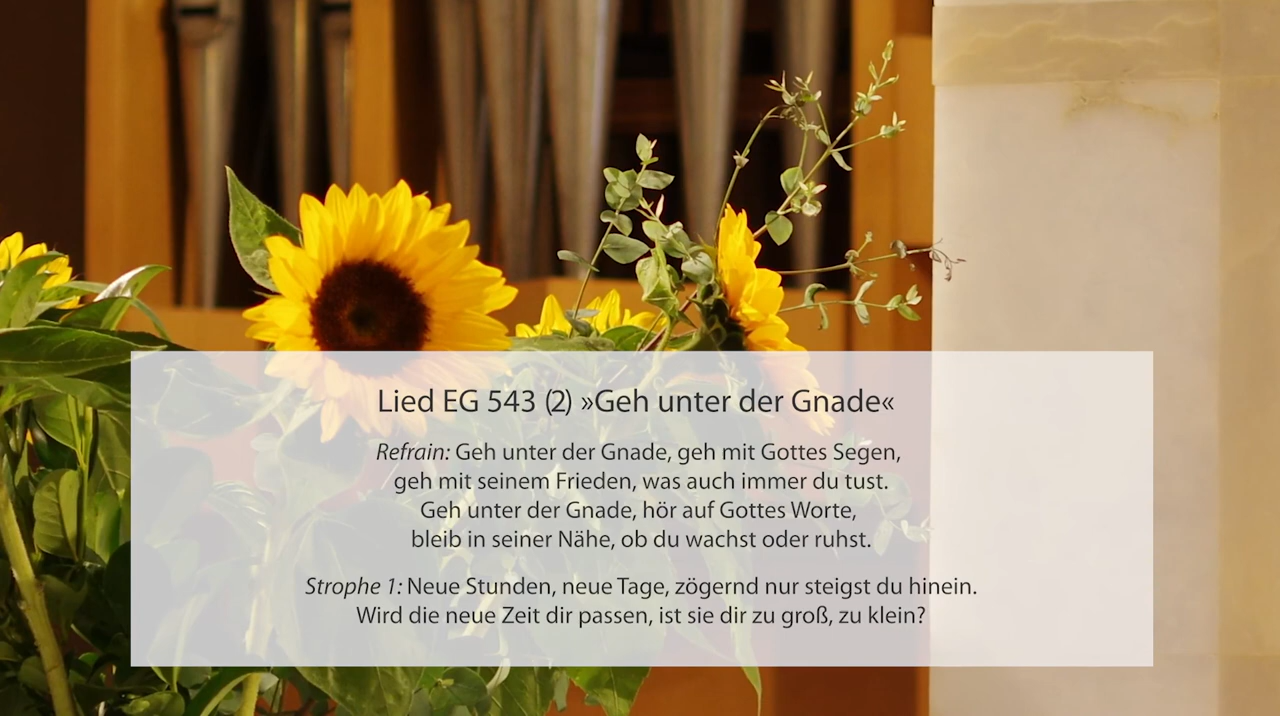 Lied EG 543 (2) »Geh unter der Gnade«
Refrain: Geh unter der Gnade, geh mit Gottes Segen,
geh mit seinem Frieden, was auch immer du tust.
Geh unter der Gnade, hör auf Gottes Worte,
bleib in seiner Nähe, ob du wachst oder ruhst.
Strophe 1: Neue Stunden, neue Tage, zögernd nur steigst du hinein.
Wird die neue Zeit dir passen, ist sie dir zu groß, zu klein?